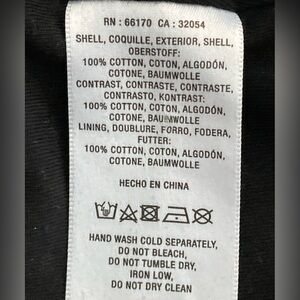 RN : 66170 CA : 32054
SHELL, COQUILLE, EXTERIOR, SHELL,
OBERSTOFF:
100% COTTON, COTON, ALGODÓN,
COTONE, BAUMWOLLE
CONTRAST, CONTRASTE, CONTRASTE,
CONTRASTO, KONTRAST:
100% COTTON, COTON, ALGODÓN,
COTONE, BAUMWOLLE
LINING, DOUBLURE, FORRO, FODERA,
FUTTER:
100% COTTON, COTON, ALGODÓN,
COTONE, BAUMWOLLE
HECHO EN CHINA
HAND WASH COLD SEPARATELY,
DO NOT BLEACH,
DO NOT TUMBLE DRY,
IRON LOW,
DO NOT DRY CLEAN